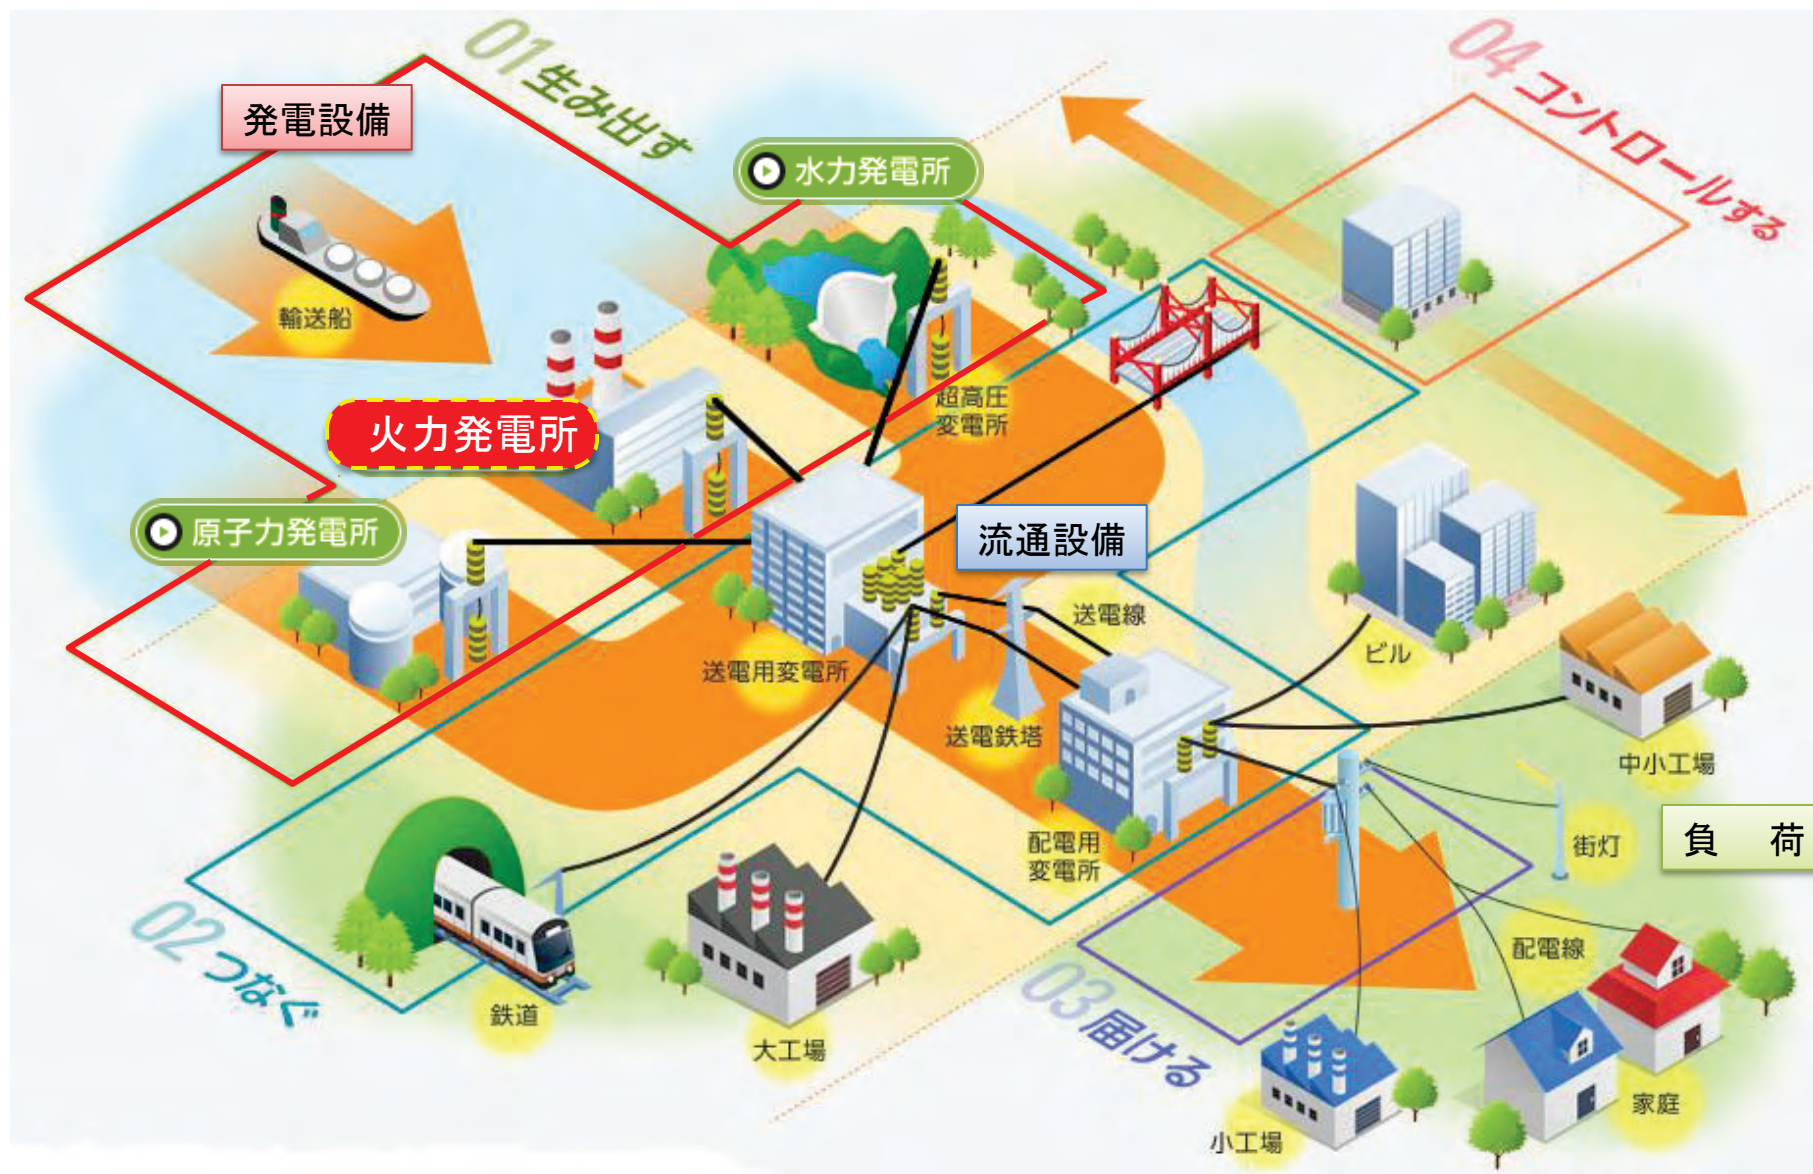 01 生み出す
04 コントロールする
発電設備
水力発電所
輸送船
超高圧
変電所
火力発電所
原子力発電所
流通設備
送電線
ビル
送電用変電所
送電鉄塔
中小工場
配電用
変電所
街灯
負 荷
02 つなぐ
配電線
03 届ける
鉄道
大工場
家庭
小工場